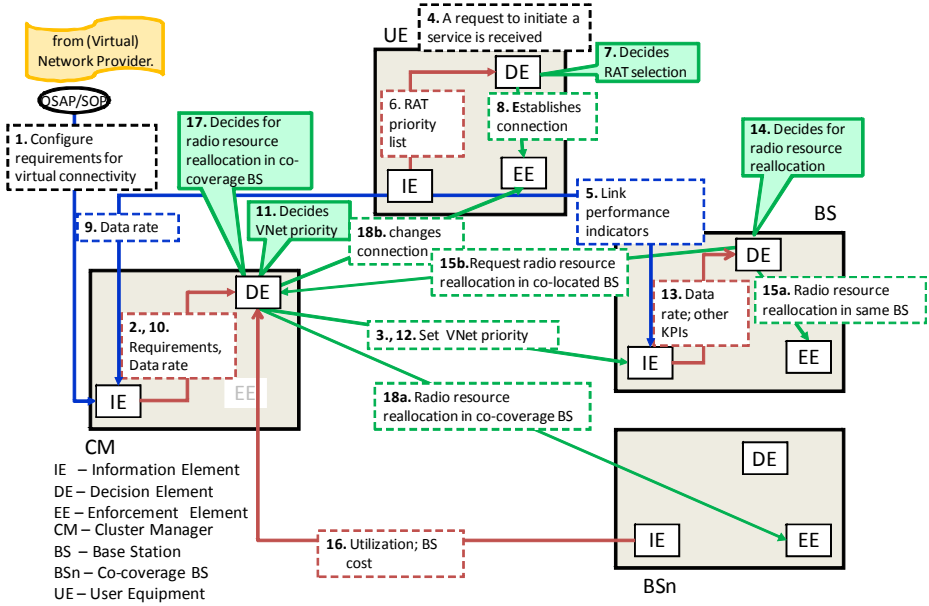 from (Virtual)
Network Provider.
OSAP/SOP
1. Configure
requirements for
virtual connectivity
17. Decides for
radio resource
reallocation in co-
coverage BS
UE
4. A request to initiate a
service is received
DE
7. Decides
RAT selection
6. RAT
priority
list
8. Establishes
connection
IE
EE
14. Decides for
radio resource
reallocation
9. Data rate
11. Decides
VNet priority
18b. changes
connection
5. Link
performance
indicators
BS
DE
15b.Request radio resource
reallocation in co-located BS
DE
13. Data
rate; other
KPIs
15a. Radio resource
reallocation in same BS
2., 10.
Requirements,
Data rate
3., 12. Set VNet priority
IE
EE
EE
IE
18a. Radio resource
reallocation in co-coverage BS
CM
IE – Information Element
DE – Decision Element
EE – Enforcement Element
CM – Cluster Manager
BS – Base Station
BSn – Co-coverage BS
UE – User Equipment
DE
16. Utilization; BS
cost
IE
EE
BSn